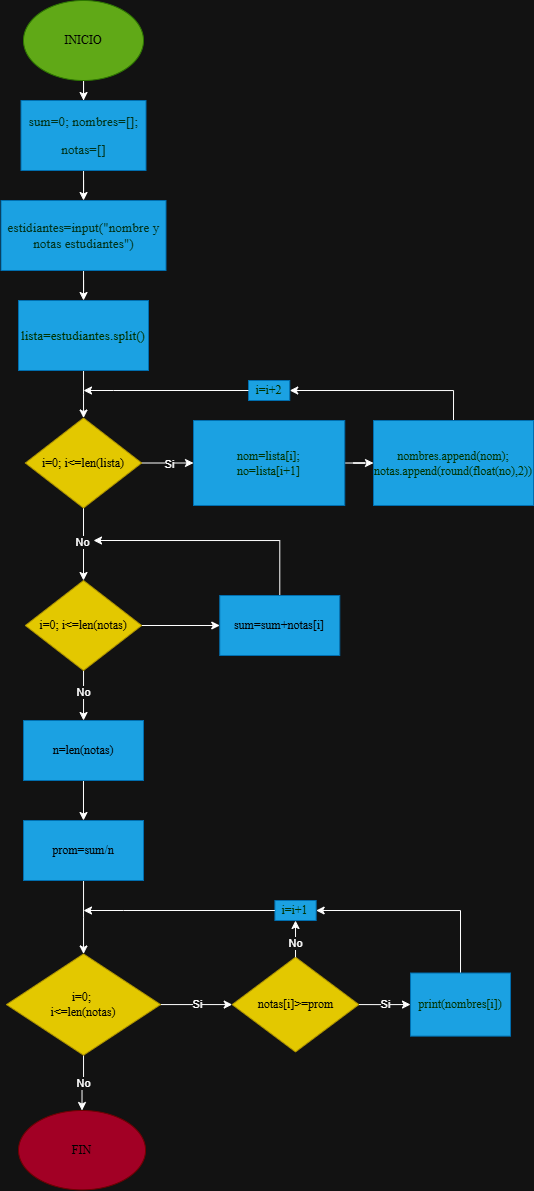 INICIO
sum=0; nombres=[];
notas=[]
estidiantes=input("nombre y
notas estudiantes")
lista=estudiantes.split()
i=i+2
i=0; i<=len(lista)
Si
nom=lista[i];
no=lista[i+1]
nombres.append(nom);
notas.append(round(float(no),2))
No
i=0; i<=len(notas)
sum=sum+notas[i]
No
n=len(notas)
prom=sum/n
i=i+1
No
i=0;
i<=len(notas)
Si
notas[i]>=prom
Si
print(nombres[i])
No
FIN